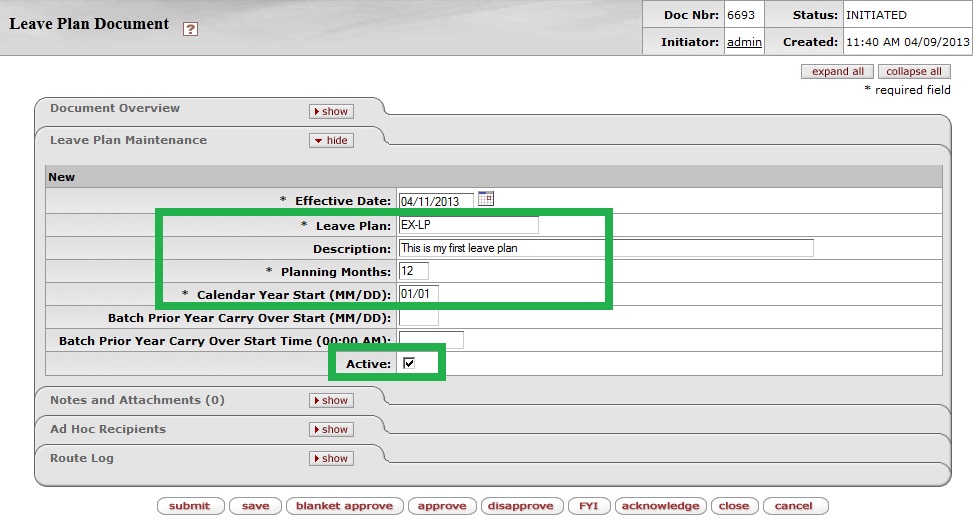 Leave Plan Document ?
Doc Nbr: 6693 Status: INITIATED
Initiator: admin Created: 11:40 AM 04/09/2013
expand all collapse all
* required field
Document Overview show
Leave Plan Maintenance hide
New
* Effective Date: 04/11/2013
* Leave Plan: EX-LP
Description: This is my first leave plan
* Planning Months: 12
* Calendar Year Start (MM/DD): 01/01
Batch Prior Year Carry Over Start (MM/DD):
Batch Prior Year Carry Over Start Time (00:00 AM):
Active:
Notes and Attachments (0) show
Ad Hoc Recipients show
Route Log show
submit save blanket approve approve disapprove FYI acknowledge close cancel